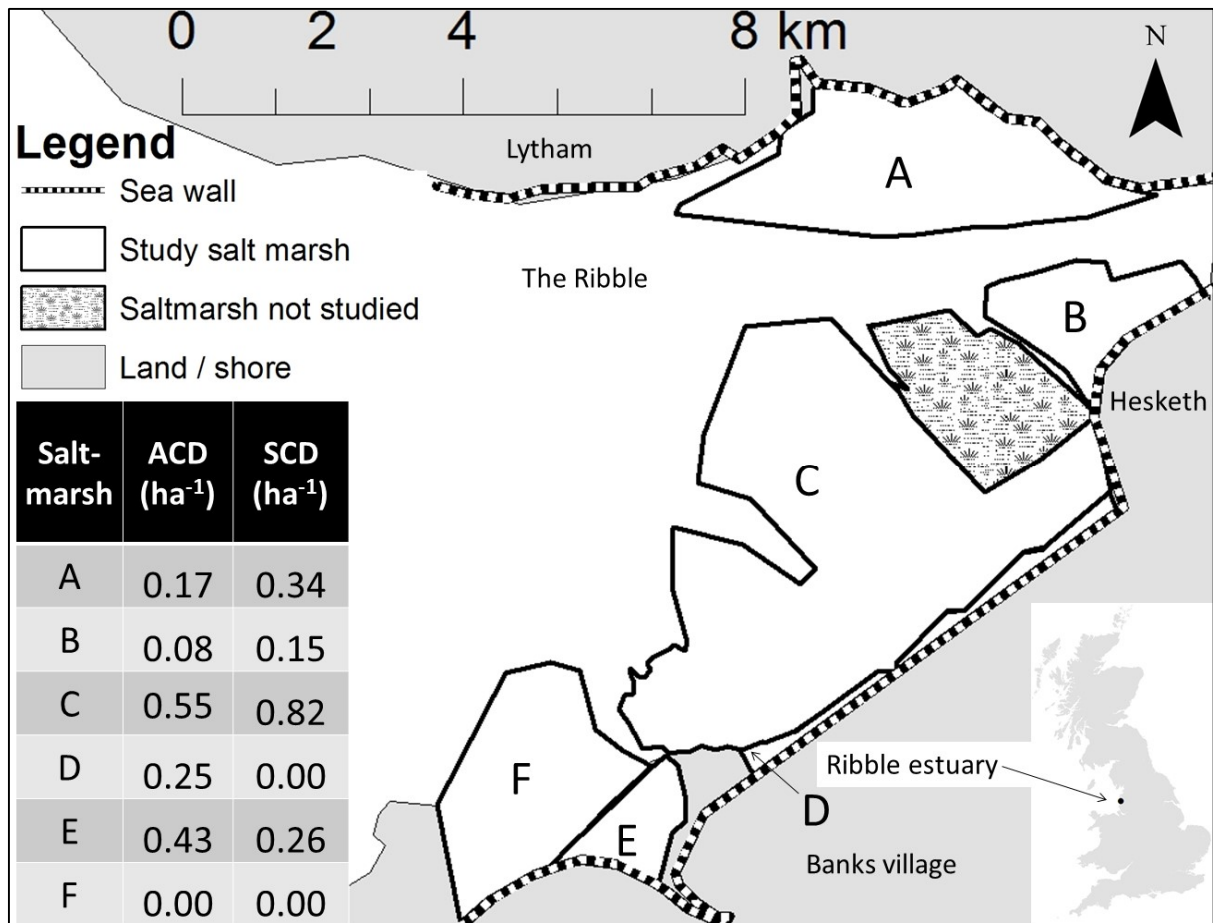 0 2 4 8 km
N
Legend
Sea wall
Study salt marsh
Saltmarsh not studied
Land / shore
Lytham
A
The Ribble
B
Hesketh
C
Salt-
marsh
ACD
(ha-1)
SCD
(ha-1)
A 0.17 0.34
B 0.08 0.15
C 0.55 0.82
D 0.25 0.00
E 0.43 0.26
F 0.00 0.00
F
E
D
Banks village
Ribble estuary